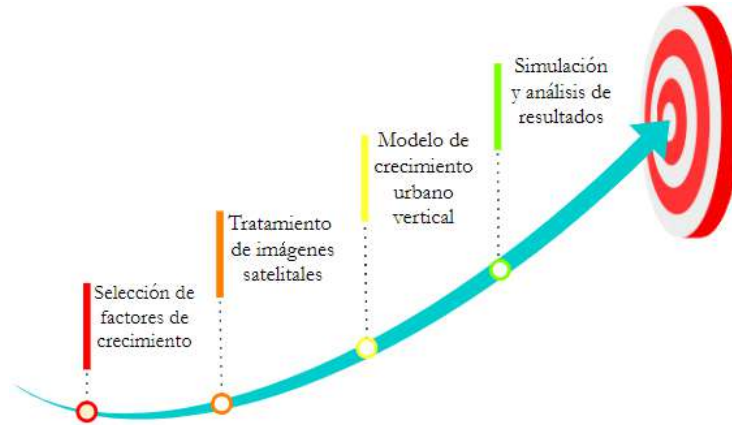 Selección de
factores de
crecimiento
Tratamiento
de imágenes
satelitales
Modelo de
crecimiento
urbano
vertical
Simulación
y análisis de
resultados